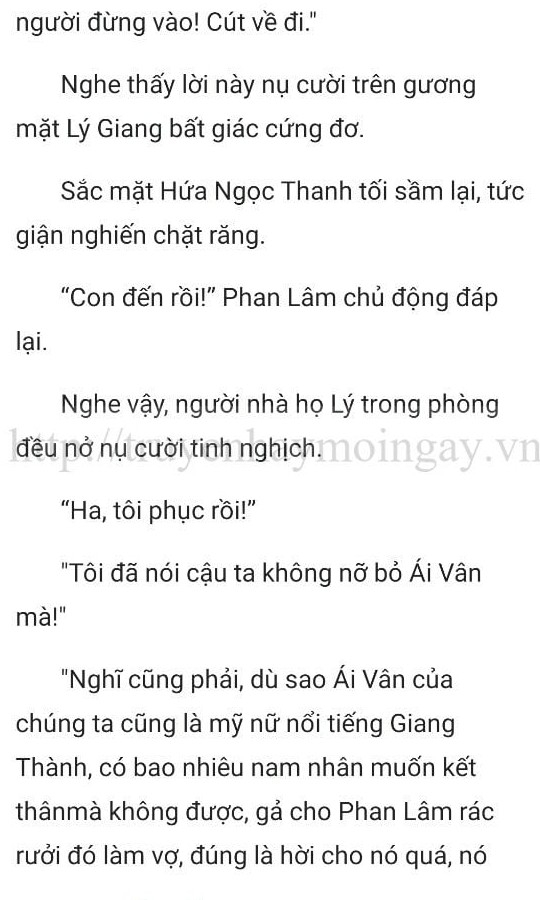 người đừng vào! Cút về đi."
Nghe thấy lời này nụ cười trên gương
mặt Lý Giang bất giác cứng đơ.
Sắc mặt Hứa Ngọc Thanh tối sầm lại, tức
giận nghiến chặt răng.
“Con đến rồi!” Phan Lâm chủ động đáp
lại.
Nghe vậy, người nhà họ Lý trong phòng
đều nở nụ cười tinh nghịch.
http://truyenhaymoingay.vn
“Ha, tôi phục rồi!”
"Tôi đã nói cậu ta không nỡ bỏ Ái Vân
mà!"
"Nghĩ cũng phải, dù sao Ái Vân của
chúng ta cũng là mỹ nữ nổi tiếng Giang
Thành, có bao nhiêu nam nhân muốn kết
thânmà không được, gả cho Phan Lâm rác
rưởi đó làm vợ, đúng là hời cho nó quá, nó